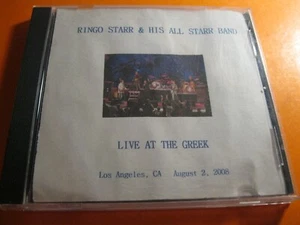 RINGO STARR & HIS ALL STARR BAND
LIVE AT THE GREEK
Los Angeles, CA August 2, 2008